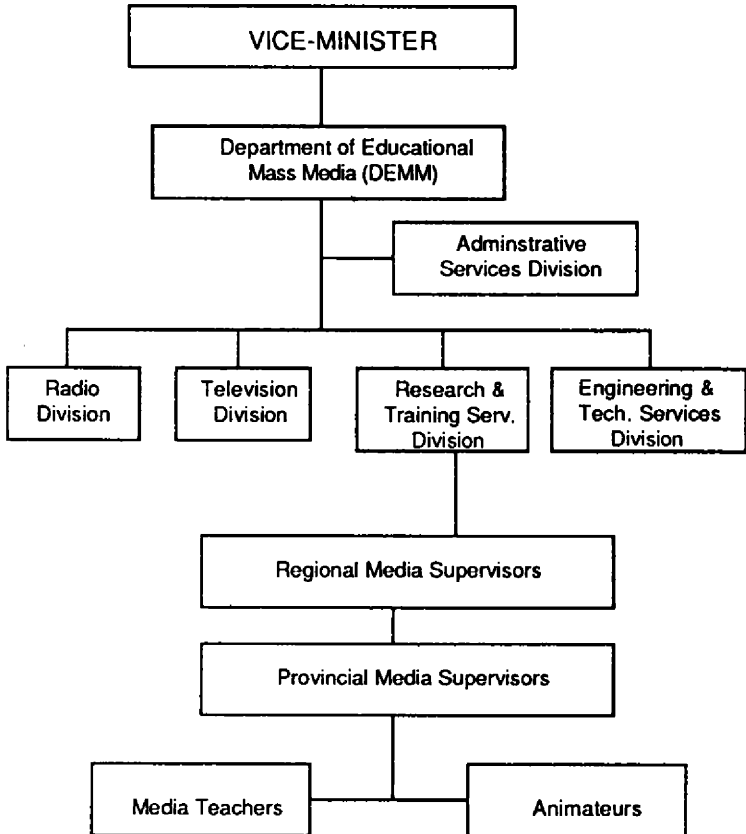 VICE-MINISTER
Department of Educational
Mass Media (DEMM)
Adminstrative
Services Division
Radio
Division
Television
Division
Research &
Training Serv.
Division
Engineering &
Tech. Services
Division
Regional Media Supervisors
Provincial Media Supervisors
Media Teachers
Animateurs